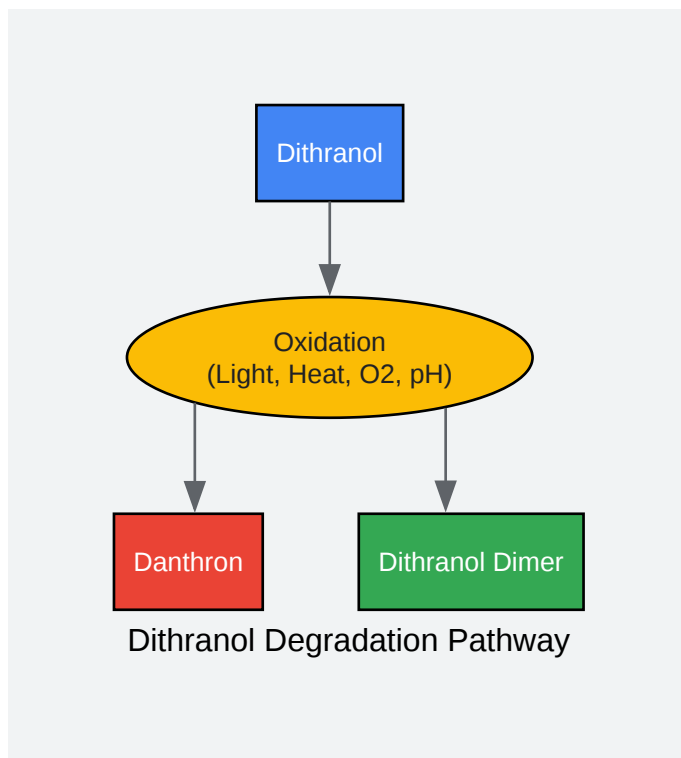 Dithranol
Oxidation
(Light, Heat, O2, pH)
Danthron
Dithranol Dimer
Dithranol Degradation Pathway